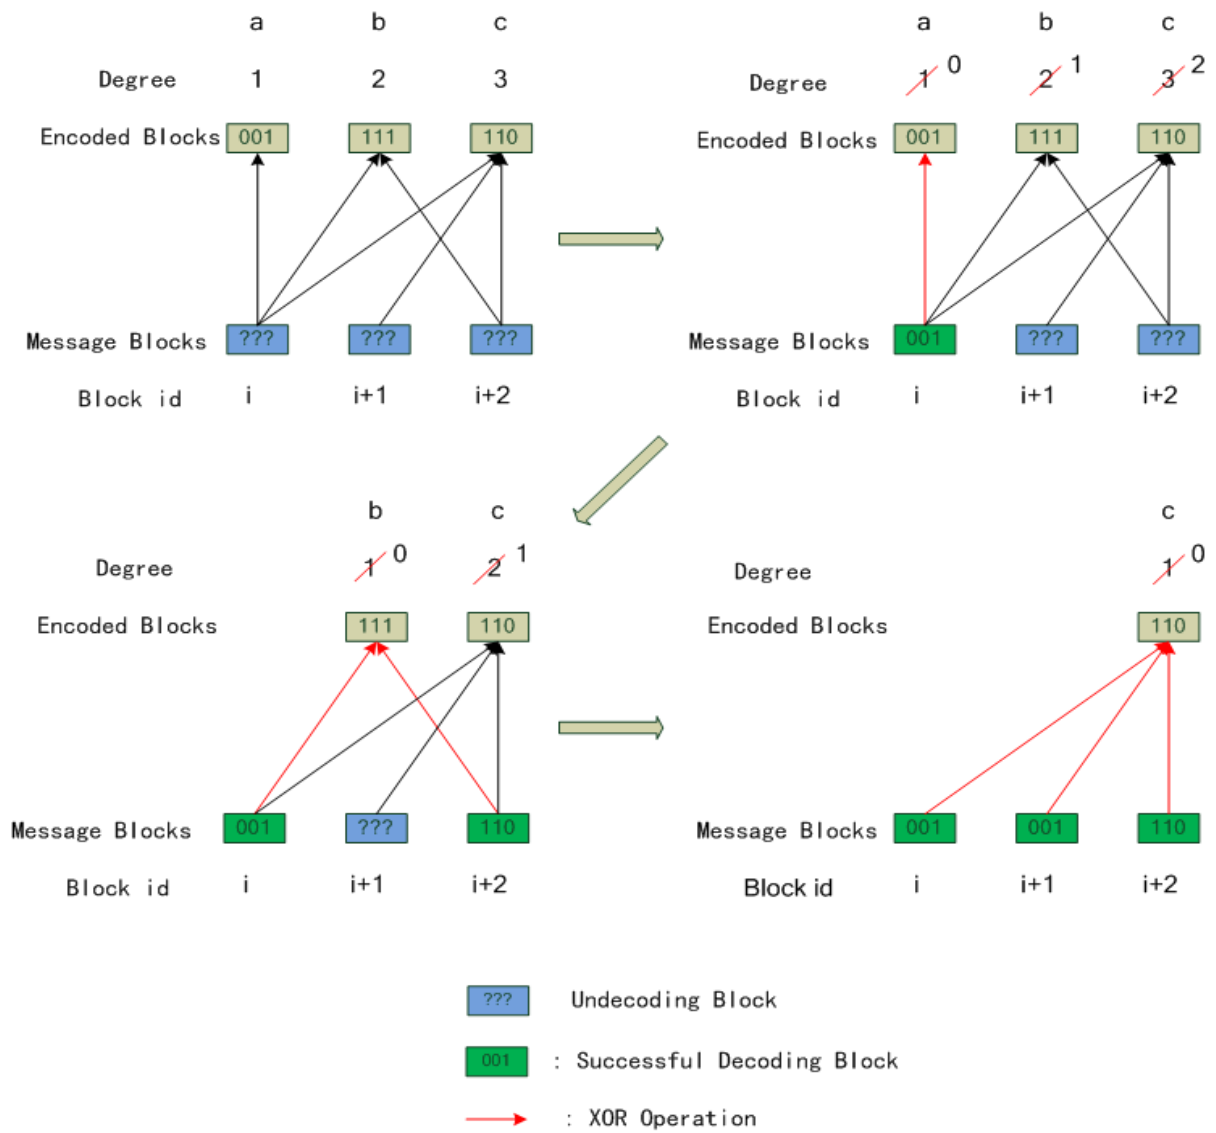 a b c
Degree 1 2 3
Encoded Blocks 001 111 110
Message Blocks ??? ??? ???
Block id i i+1 i+2
a b c
Degree 1 0 2 1 3 2
Encoded Blocks 001 111 110
Message Blocks 001 ??? ???
Block id i i+1 i+2
b c
Degree 1 0 2 1
Encoded Blocks 111 110
Message Blocks 001 ??? 110
Block id i i+1 i+2
c
Degree 1 0
Encoded Blocks 110
Message Blocks 001 001 110
Block id i i+1 i+2
??? Undecoding Block
001 : Successful Decoding Block
: XOR Operation